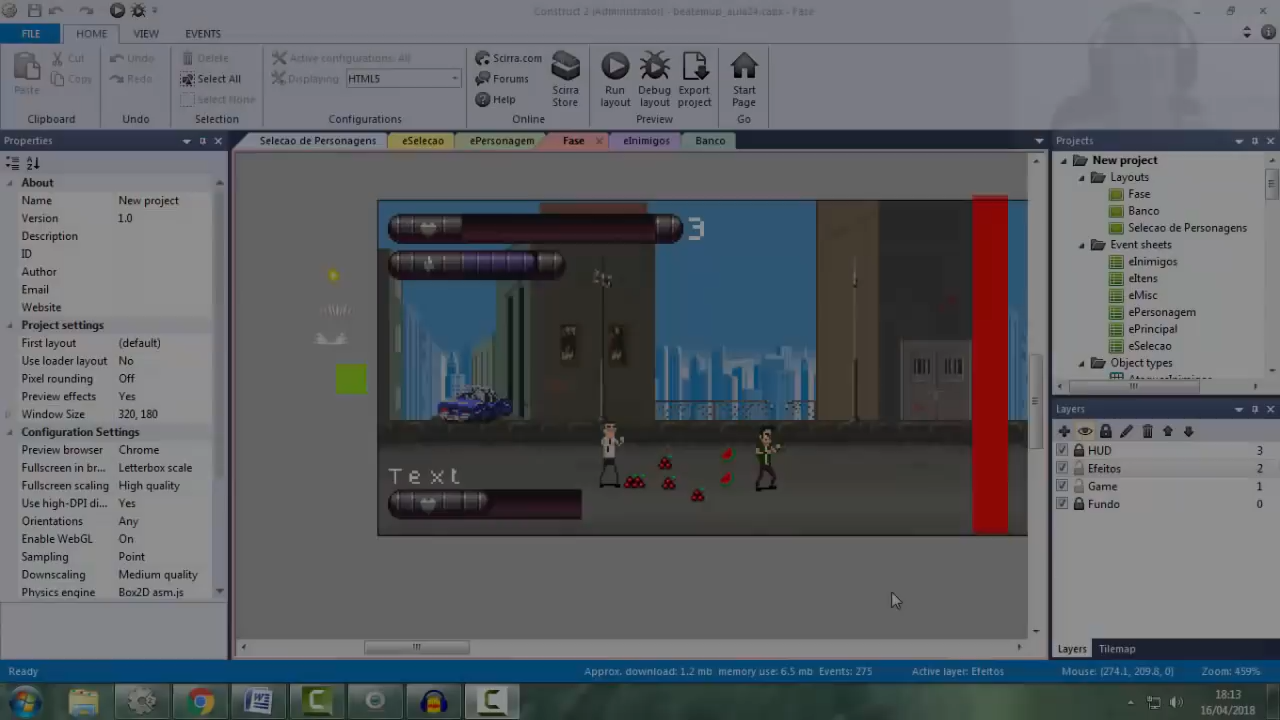 Construct 2 (Administrator) - beatemup_aula24.capx - Fase
FILE
HOME
VIEW
EVENTS
Paste
Cut
Copy
Clipboard
Undo
Redo
Undo
Delete
Select All
Select None
Selection
Active configurations: All
Displaying
HTML5
Configurations
Scirra.com
Forums
Help
Scirra Store
Online
Run layout
Debug layout
Export project
Preview
Start Page
Go
Properties
Selecao de Personagens
eSelecao
ePersonagem
Fase
eInimigos
Banco
Projects
About
Name New project
Version 1.0
Description
ID
Author
Email
Website
Project settings
First layout (default)
Use loader layout No
Pixel rounding Off
Preview effects Yes
Window Size 320, 180
Configuration Settings
Preview browser Chrome
Fullscreen in br... Letterbox scale
Fullscreen scaling High quality
Use high-DPI di... Yes
Orientations Any
Enable WebGL On
Sampling Point
Downscaling Medium quality
Physics engine Box2D asm.js
3
Text
New project
Layouts
Fase
Banco
Selecao de Personagens
Event sheets
eInimigos
eItens
eMisc
ePersonagem
ePrincipal
eSelecao
Object types
Layers
HUD 3
Efeitos 2
Game 1
Fundo 0
Layers Tilemap
Ready
Approx. download: 1.2 mb memory use: 6.5 mb Events: 275
Active layer: Efeitos
Mouse: (274.1, 209.8, 0)
Zoom: 459%
18:13
16/04/2018